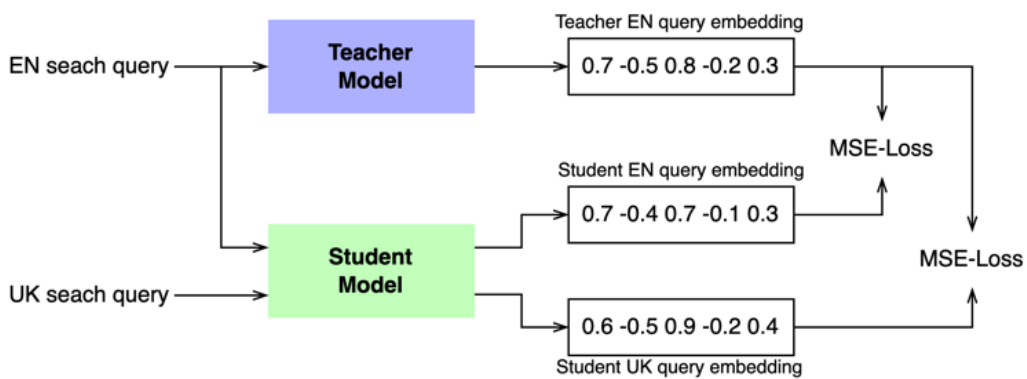 Teacher EN query embedding
EN seach query
Teacher
Model
0.7 -0.5 0.8 -0.2 0.3
MSE-Loss
Student EN query embedding
0.7 -0.4 0.7 -0.1 0.3
Student
Model
MSE-Loss
UK seach query
0.6 -0.5 0.9 -0.2 0.4
Student UK query embedding